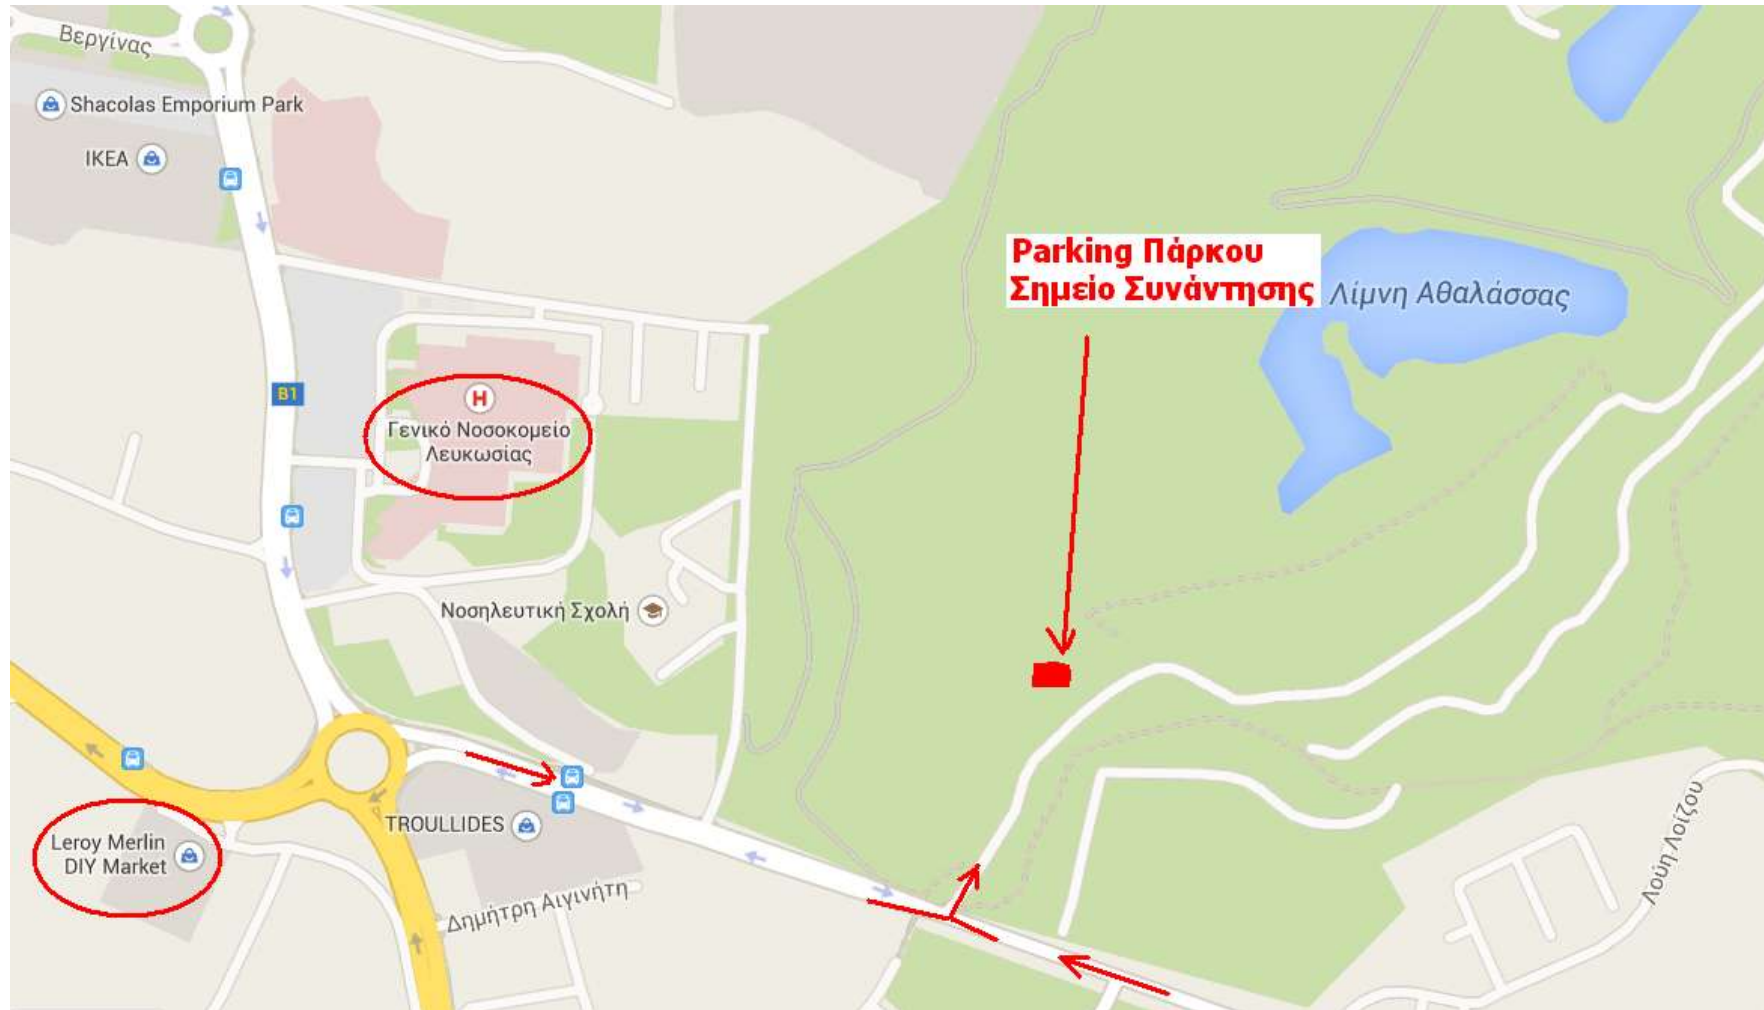 Βεργίνας
Shacolas Emporium Park
IKEA
Parking Πάρκου
Σημείο Συνάντησης
Λίμνη Αθαλάσσας
B1
H
Γενικό Νοσοκομείο
Λευκωσίας
Νοσηλευτική Σχολή
TROULLIDES
Leroy Merlin
DIY Market
Δημήτρη Αιγινήτη
Λούη Λοΐζου